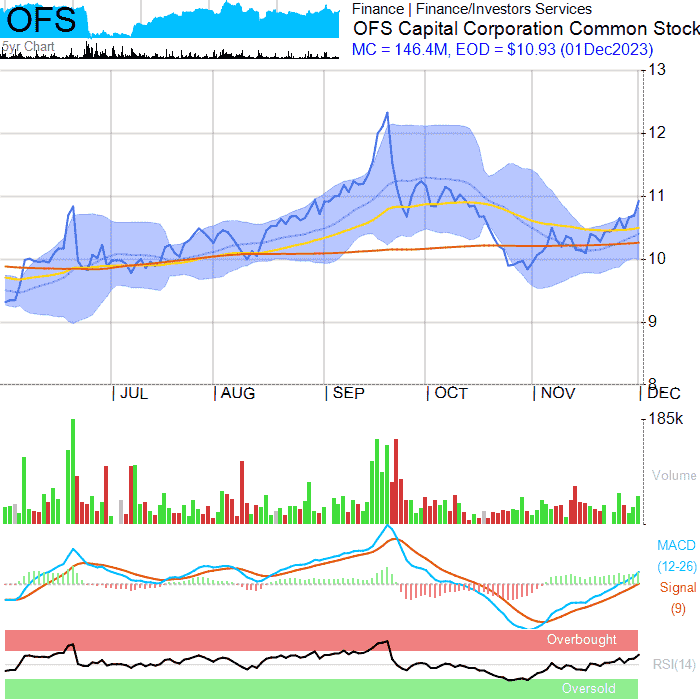 OFS
5yr Chart
Finance | Finance/Investors Services
OFS Capital Corporation Common Stock
MC = 146.4M, EOD = $10.93 (01Dec2023)
13
12
11
10
9
8
JUL AUG SEP OCT NOV DEC
185k
Volume
MACD
(12-26)
Signal
(9)
Overbought
RSI(14)
Oversold